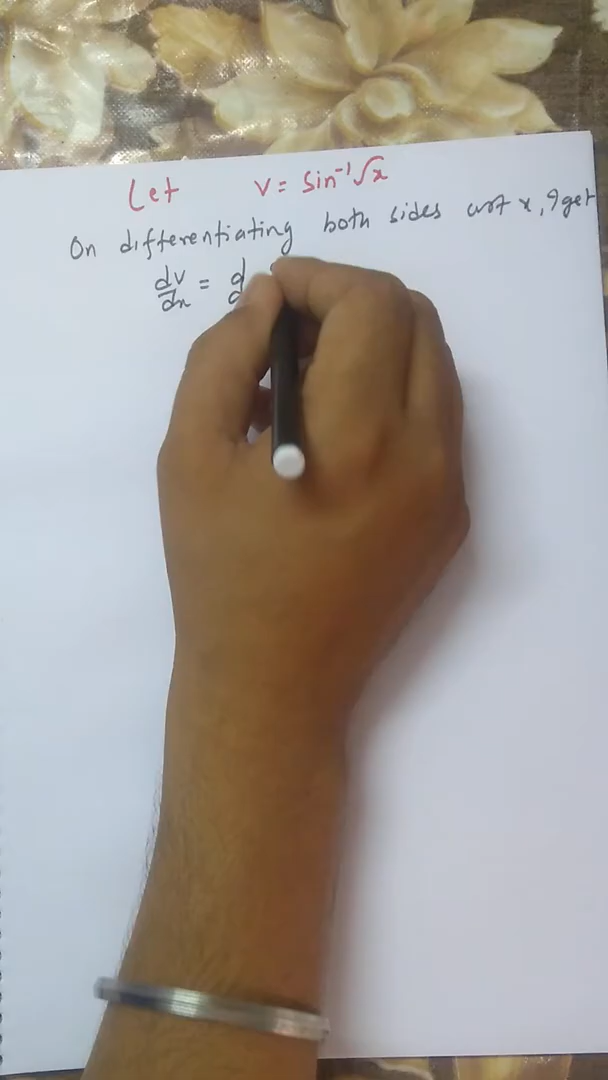 Let v = sin⁻¹√x
On differentiating both sides wrt x, I get
dv/dx = d